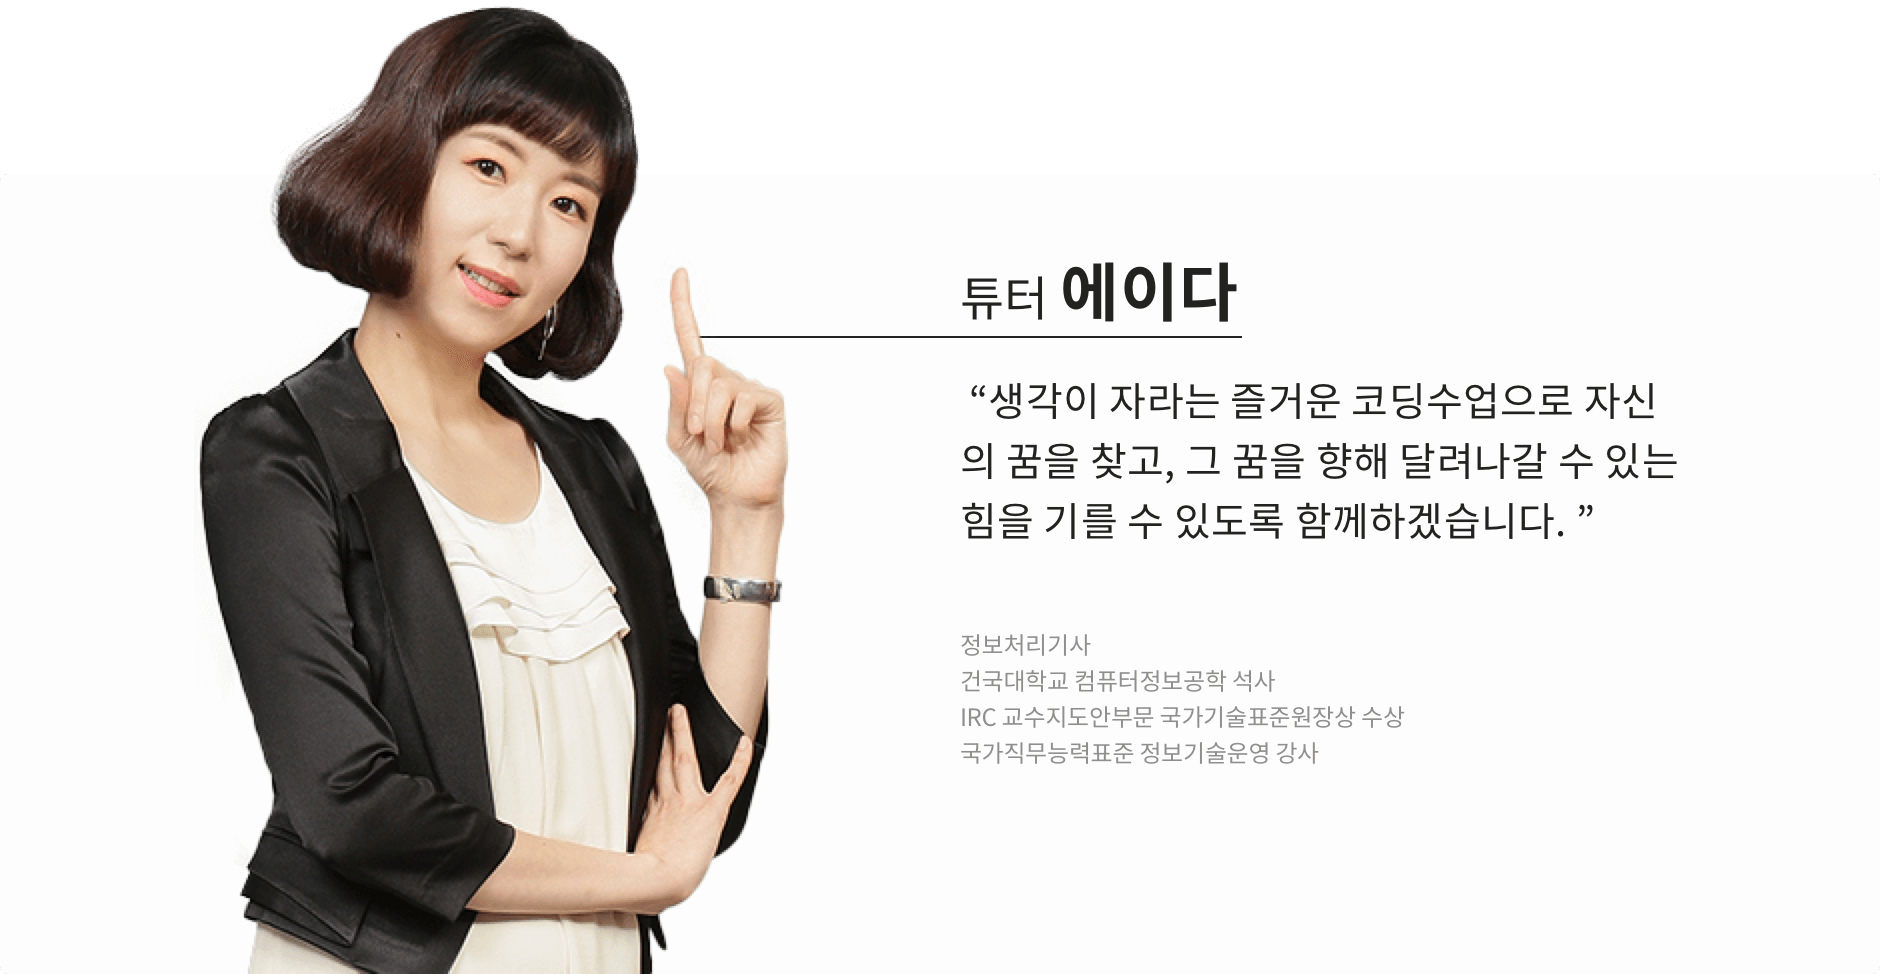 튜터 에이다
“생각이 자라는 즐거운 코딩수업으로 자신
의 꿈을 찾고, 그 꿈을 향해 달려나갈 수 있는
힘을 기를 수 있도록 함께하겠습니다. ”
정보처리기사
건국대학교 컴퓨터정보공학 석사
IRC 교수지도안부문 국가기술표준원장상 수상
국가직무능력표준 정보기술운영 강사